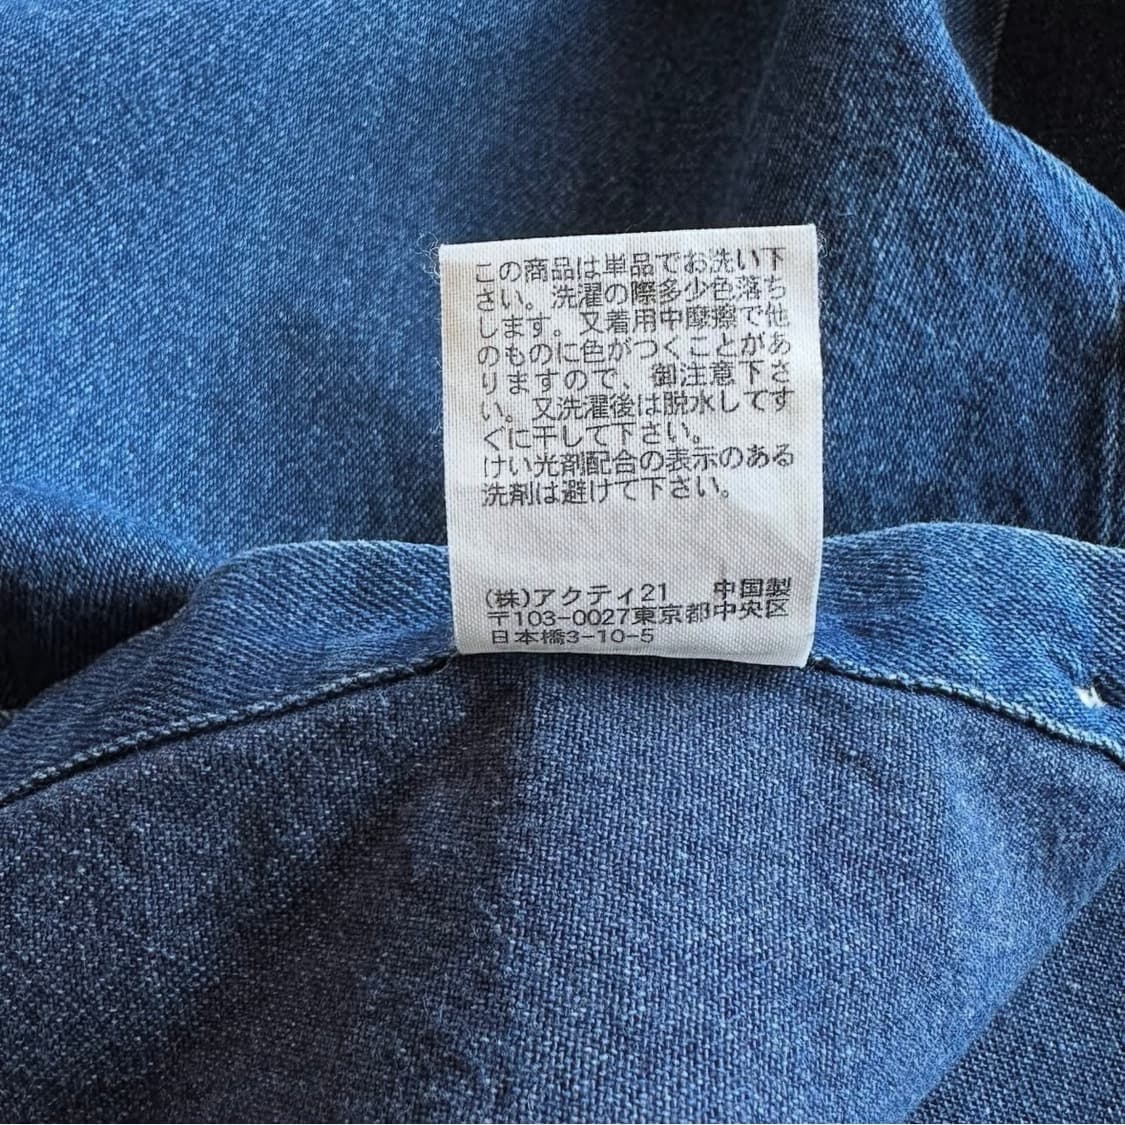 この商品は単品でお洗い下
さい。洗濯の際多少色落ち
します。又着用中摩擦で他
のものに色がつくことがあ
りますので、御注意下さ
い。又洗濯後は脱水してす
ぐに干して下さい。
けい光剤配合の表示のある
洗剤は避けて下さい。
(株)アクティ21 中国製
〒103-0027東京都中央区
日本橋3-10-5